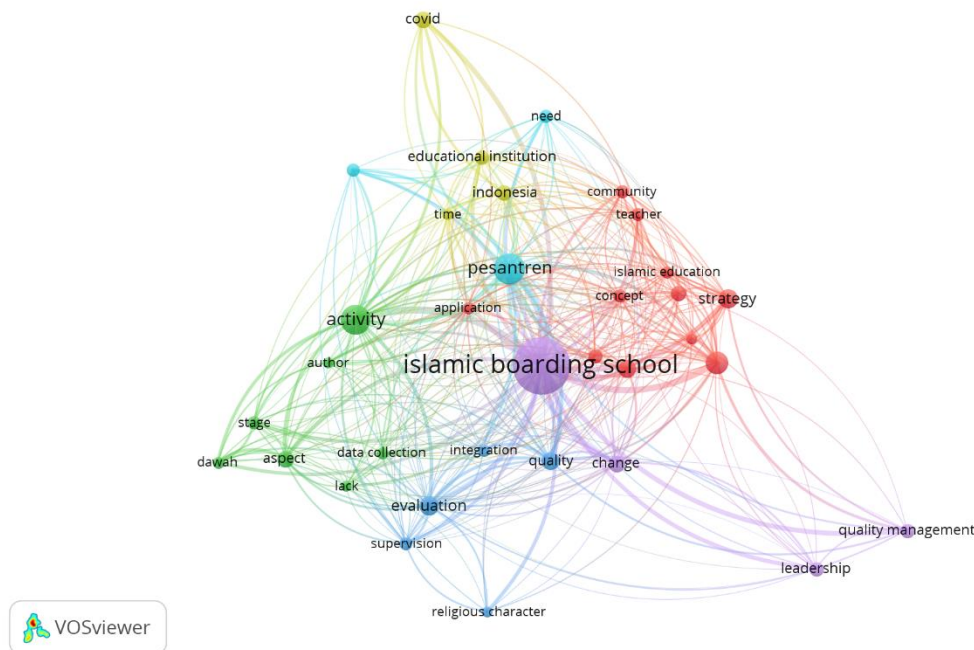 covid
need
educational institution
indonesia
community
time
teacher
pesantren
islamic education
concept
strategy
application
activity
author
islamic boarding school
stage
dawah
aspect
data collection
integration
quality
change
lack
evaluation
supervision
quality management
leadership
religious character
VOSviewer